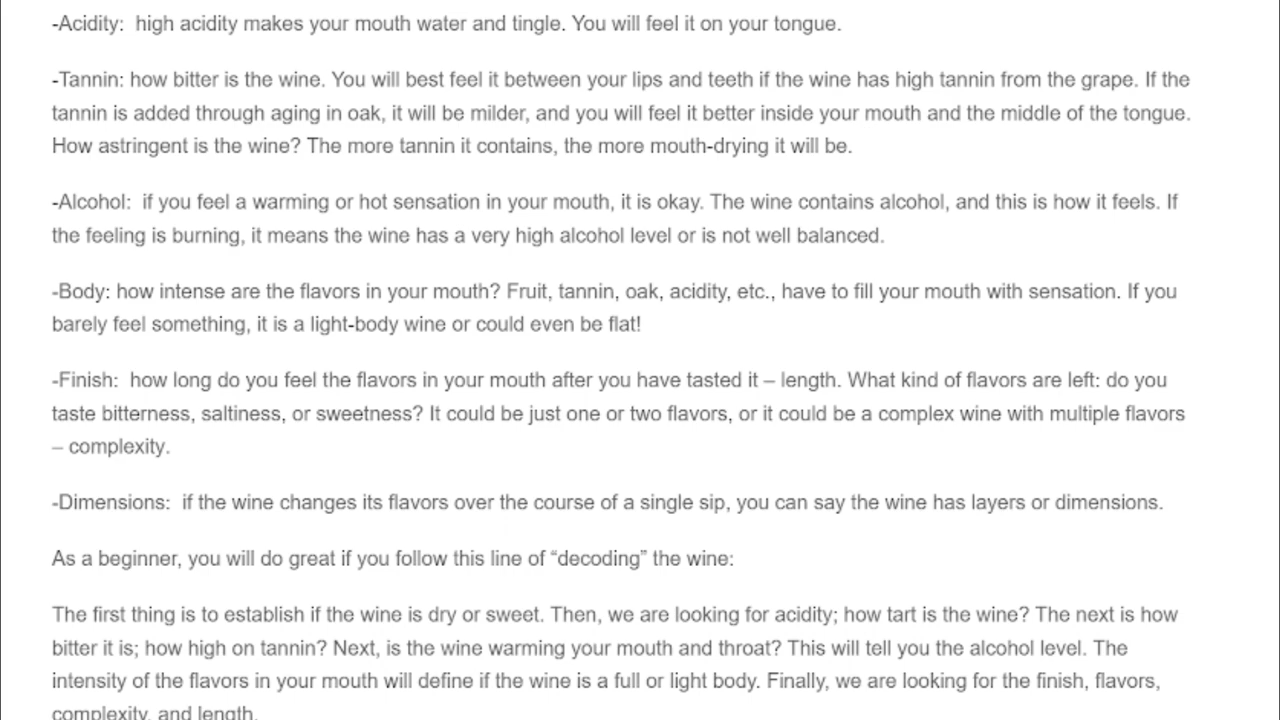 -Acidity:  high acidity makes your mouth water and tingle. You will feel it on your tongue.
-Tannin: how bitter is the wine. You will best feel it between your lips and teeth if the wine has high tannin from the grape. If the
tannin is added through aging in oak, it will be milder, and you will feel it better inside your mouth and the middle of the tongue.
How astringent is the wine? The more tannin it contains, the more mouth-drying it will be.
-Alcohol:  if you feel a warming or hot sensation in your mouth, it is okay. The wine contains alcohol, and this is how it feels. If
the feeling is burning, it means the wine has a very high alcohol level or is not well balanced.
-Body: how intense are the flavors in your mouth? Fruit, tannin, oak, acidity, etc., have to fill your mouth with sensation. If you
barely feel something, it is a light-body wine or could even be flat!
-Finish:  how long do you feel the flavors in your mouth after you have tasted it – length. What kind of flavors are left: do you
taste bitterness, saltiness, or sweetness? It could be just one or two flavors, or it could be a complex wine with multiple flavors
– complexity.
-Dimensions:  if the wine changes its flavors over the course of a single sip, you can say the wine has layers or dimensions.
As a beginner, you will do great if you follow this line of “decoding” the wine:
The first thing is to establish if the wine is dry or sweet. Then, we are looking for acidity; how tart is the wine? The next is how
bitter it is; how high on tannin? Next, is the wine warming your mouth and throat? This will tell you the alcohol level. The
intensity of the flavors in your mouth will define if the wine is a full or light body. Finally, we are looking for the finish, flavors,
complexity, and length.